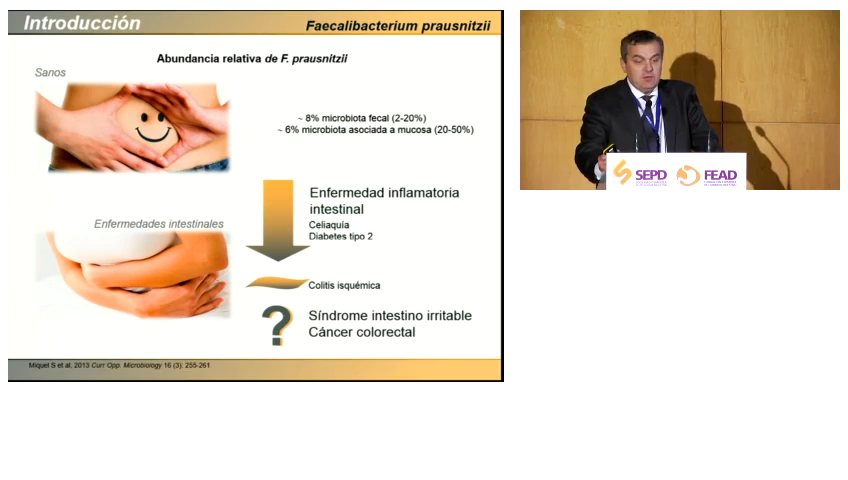 Introducción
Faecalibacterium prausnitzii
Abundancia relativa de F. prausnitzii
Sanos
~ 8% microbiota fecal (2-20%)
~ 6% microbiota asociada a mucosa (20-50%)
Enfermedad inflamatoria
intestinal
Celiaquía
Diabetes tipo 2
Enfermedades intestinales
Colitis isquémica
?
Síndrome intestino irritable
Cáncer colorectal
Miquel S et al, 2013 Curr Opp. Microbiology 16 (3): 255-261
SEPD
FEAD